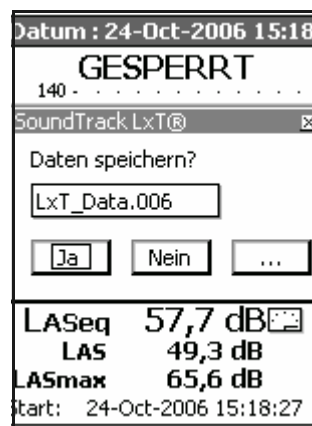 Datum : 24-Oct-2006 15:18
GESPERRT
140 -
SoundTrack LxT®
Daten speichern?
LxT_Data.006
Ja Nein ...
LASeq 57,7 dB
LAS 49,3 dB
LASmax 65,6 dB
Start: 24-Oct-2006 15:18:27